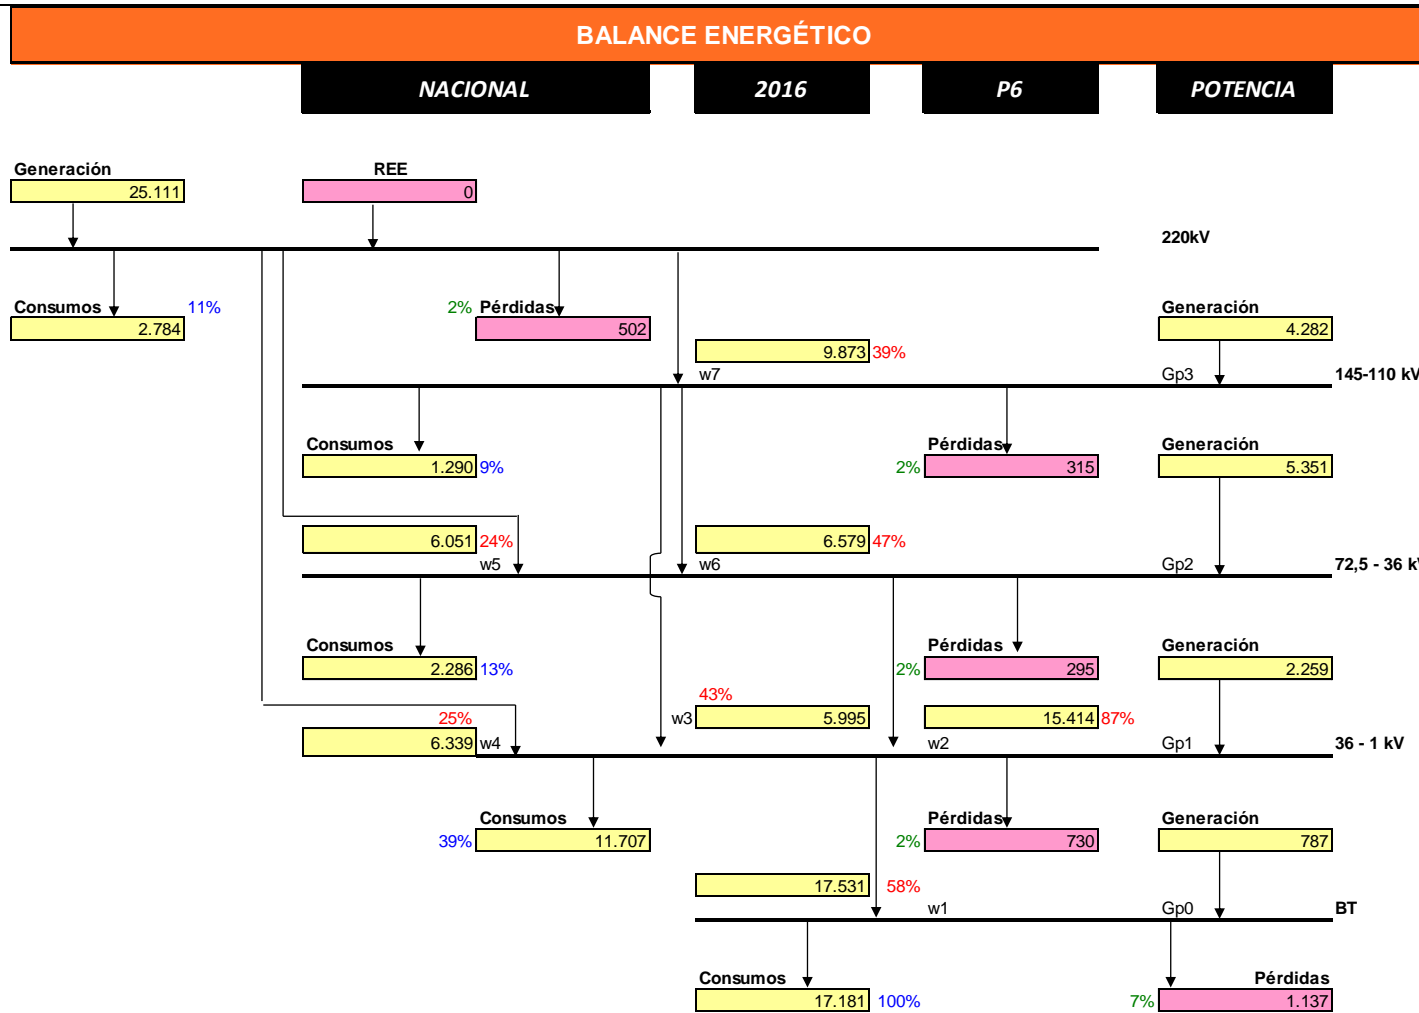 BALANCE ENERGÉTICO
NACIONAL 2016 P6 POTENCIA
Generación REE
25.111 0
220kV
Consumos 11% 2% Pérdidas Generación
2.784 502 4.282
9.873 39%
w7 Gp3 145-110 kV
Consumos Pérdidas Generación
1.290 9% 2% 315 5.351
6.051 24% 6.579 47%
w5 w6 Gp2 72,5 - 36 kV
Consumos Pérdidas Generación
2.286 13% 2% 295 2.259
43%
25% w3 5.995 15.414 87%
6.339 w4 w2 Gp1 36 - 1 kV
Consumos Pérdidas Generación
39% 11.707 2% 730 787
17.531 58%
w1 Gp0 BT
Consumos Pérdidas
17.181 100% 7% 1.137